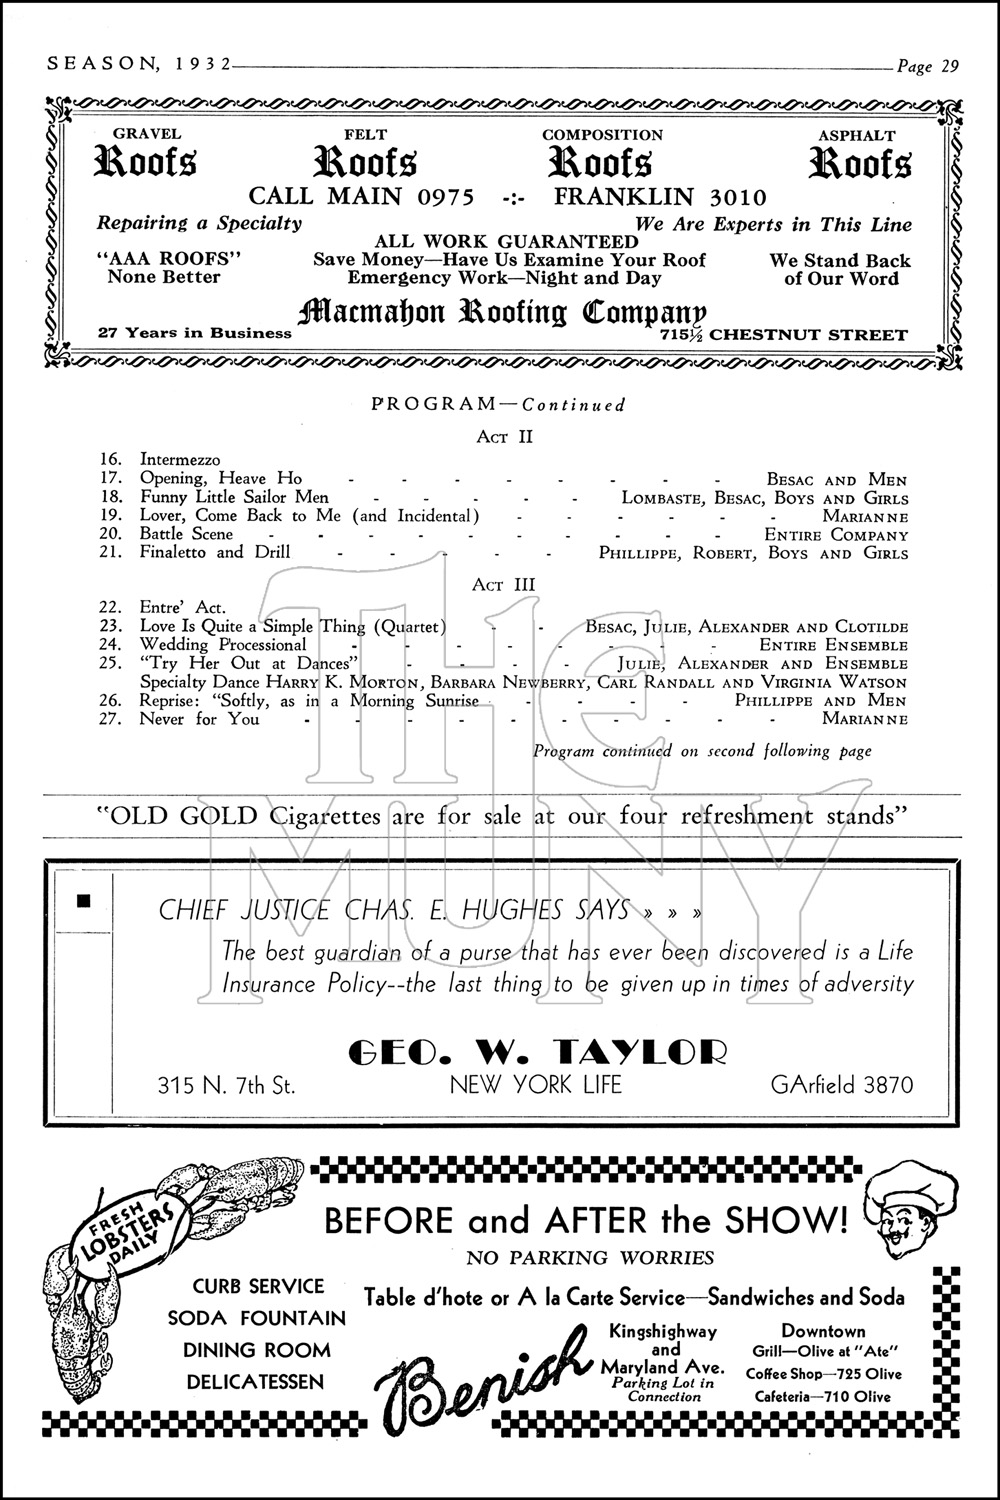 SEASON, 1932 Page 29
GRAVEL FELT COMPOSITION ASPHALT
Roofs Roofs Roofs Roofs
CALL MAIN 0975 -:- FRANKLIN 3010
Repairing a Specialty We Are Experts in This Line
ALL WORK GUARANTEED
"AAA ROOFS" Save Money—Have Us Examine Your Roof We Stand Back
None Better Emergency Work—Night and Day of Our Word
Macmahon Roofing Company
27 Years in Business 715½ CHESTNUT STREET
PROGRAM—Continued
ACT II
16. Intermezzo
17. Opening, Heave Ho - - - - - - - - BESAC AND MEN
18. Funny Little Sailor Men - - - - - LOMBASTE, BESAC, BOYS AND GIRLS
19. Lover, Come Back to Me (and Incidental) - - - - - - MARIANNE
20. Battle Scene - - - - - - - - - - ENTIRE COMPANY
21. Finaletto and Drill - - - - - PHILLIPPE, ROBERT, BOYS AND GIRLS
ACT III
22. Entre' Act.
23. Love Is Quite a Simple Thing (Quartet) - - BESAC, JULIE, ALEXANDER AND CLOTILDE
24. Wedding Processional - - - - - - - - ENTIRE ENSEMBLE
25. "Try Her Out at Dances" - - - - - JULIE, ALEXANDER AND ENSEMBLE
Specialty Dance HARRY K. MORTON, BARBARA NEWBERRY, CARL RANDALL AND VIRGINIA WATSON
26. Reprise: "Softly, as in a Morning Sunrise - - - - - - PHILLIPPE AND MEN
27. Never for You - - - - - - - - - - MARIANNE
Program continued on second following page
THE
MUNY
"OLD GOLD Cigarettes are for sale at our four refreshment stands"
CHIEF JUSTICE CHAS. E. HUGHES SAYS » » »
The best guardian of a purse that has ever been discovered is a Life
Insurance Policy--the last thing to be given up in times of adversity
GEO. W. TAYLOR
315 N. 7th St. NEW YORK LIFE GArfield 3870
FRESH
LOBSTERS
DAILY
BEFORE and AFTER the SHOW!
NO PARKING WORRIES
CURB SERVICE
SODA FOUNTAIN
DINING ROOM
DELICATESSEN
Table d'hote or A la Carte Service—Sandwiches and Soda
Benish
Kingshighway
and
Maryland Ave.
Parking Lot in
Connection
Downtown
Grill—Olive at "Ate"
Coffee Shop—725 Olive
Cafeteria—710 Olive